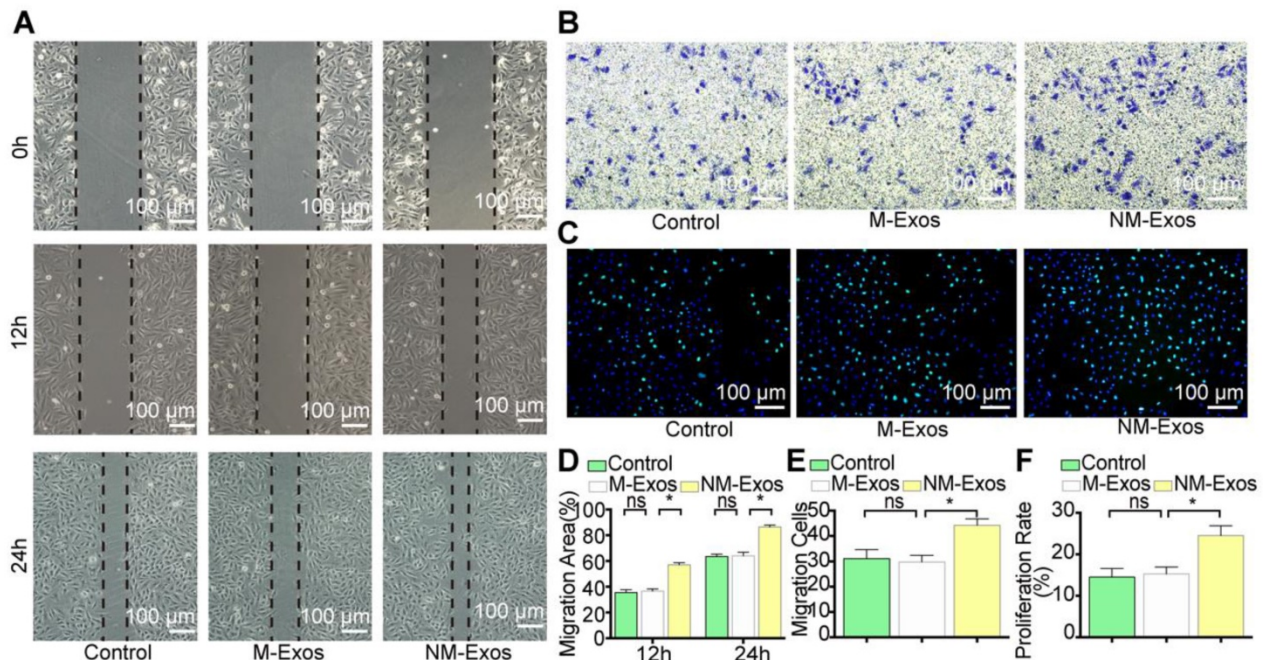 A
0h
100 µm
100 µm
100 µm
12h
100 µm
100 µm
100 µm
24h
100 µm
100 µm
100 µm
Control
M-Exos
NM-Exos
B
100 µm
100 µm
100 µm
Control
M-Exos
NM-Exos
C
100 µm
100 µm
100 µm
Control
M-Exos
NM-Exos
D
Control
M-Exos
NM-Exos
Migration Area(%)
100
80
60
40
20
0
ns
*
ns
*
12h
24h
E
Control
M-Exos
NM-Exos
Migration Cells
50
40
30
20
10
0
ns
*
F
Control
M-Exos
NM-Exos
Proliferation Rate
(%)
30
20
10
0
ns
*